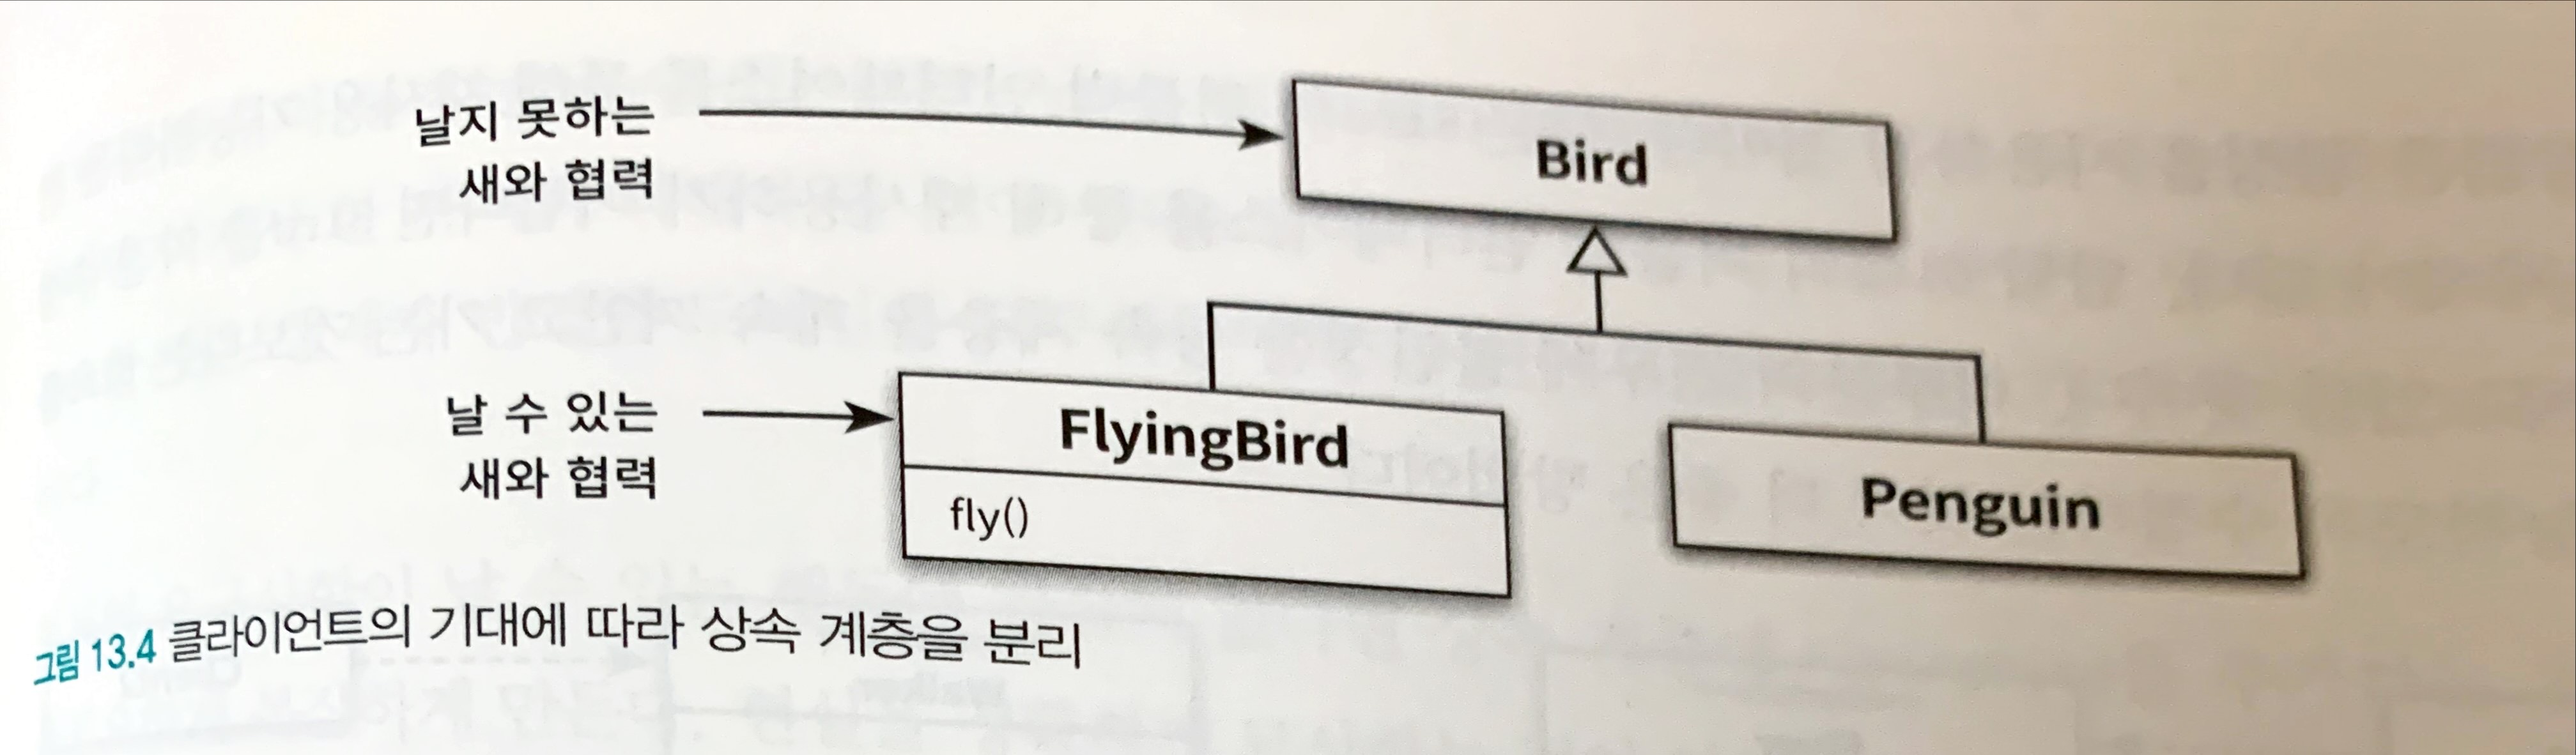 날지 못하는
새와 협력
Bird
날 수 있는
새와 협력
FlyingBird
fly()
Penguin
그림 13.4 클라이언트의 기대에 따라 상속 계층을 분리